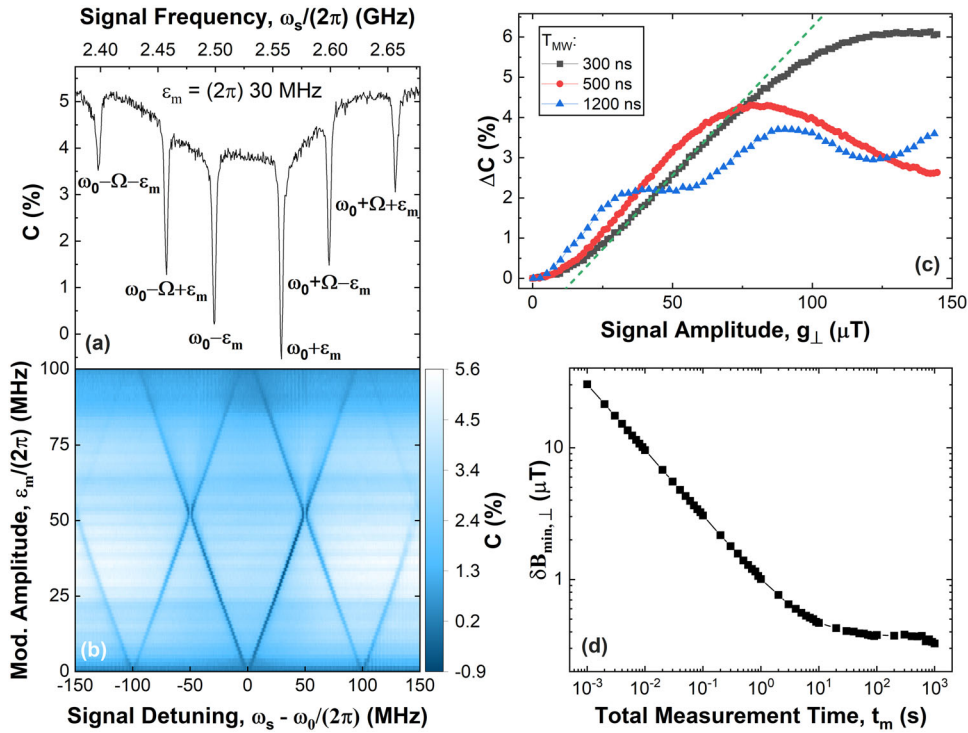 Signal Frequency, ωs/(2π) (GHz)
2.40 2.45 2.50 2.55 2.60 2.65
εm = (2π) 30 MHz
C (%)
5
4
3
2
1
0
ω0−Ω−εm
ω0+Ω+εm
ω0−Ω+εm
ω0+Ω−εm
ω0−εm
ω0+εm
(a)
Mod. Amplitude, εm/(2π) (MHz)
100
75
50
25
0
(b)
-150 -100 -50 0 50 100 150
Signal Detuning, ωs - ω0/(2π) (MHz)
5.6
4.5
3.4
2.4
1.3
0.2
-0.9
C (%)
ΔC (%)
6
5
4
3
2
1
0
TMW:
300 ns
500 ns
1200 ns
(c)
0 50 100 150
Signal Amplitude, g⊥ (μT)
δBmin,⊥ (μT)
10
1
(d)
10−3 10−2 10−1 100 101 102 103
Total Measurement Time, tm (s)